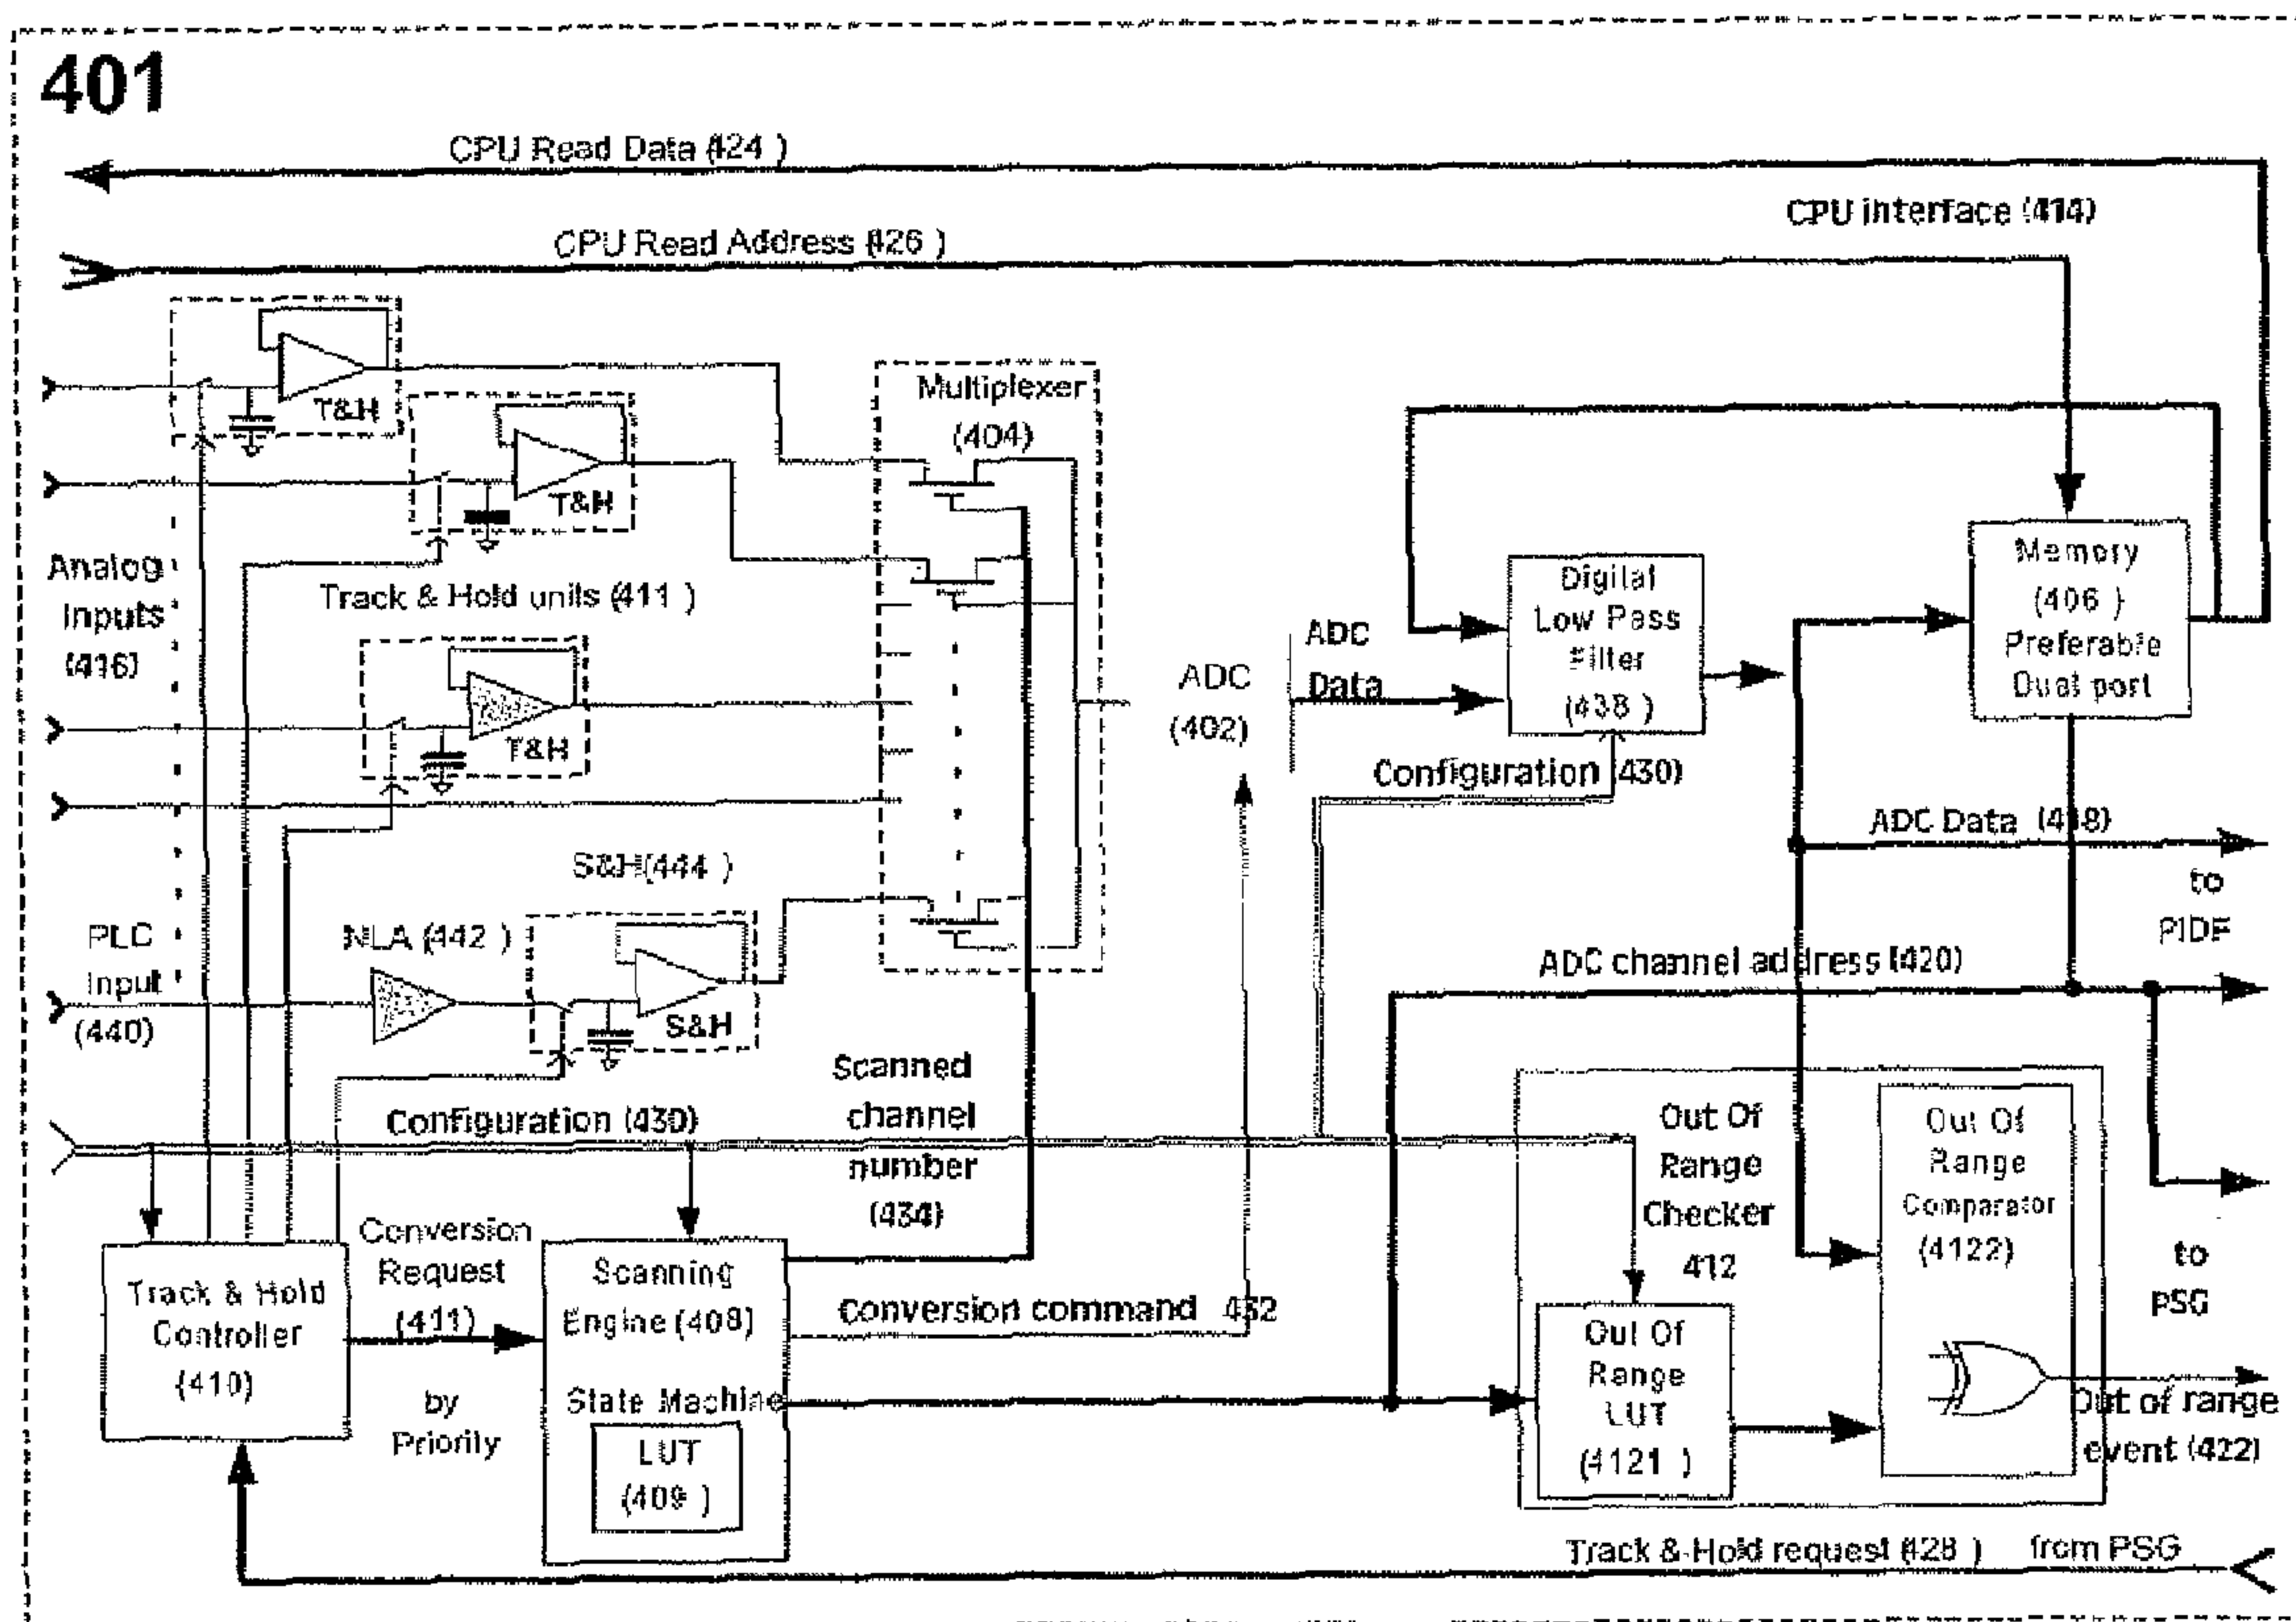 401
CPU Read Data (424 )
CPU interface (414)
CPU Read Address (426 )
T&H
Multiplexer
(404)
T&H
Analog
Inputs
(416)
Track & Hold units (411 )
T&H
ADC
(402)
ADC
Data
Digital
Low Pass
Filter
(438 )
Memory
(406 )
Preferable
Dual port
Configuration (430)
ADC Data (418)
to
PIDF
S&H(444 )
NLA (442 )
PLC
Input
(440)
S&H
ADC channel address (420)
Scanned
channel
number
(434)
Configuration (430)
Out Of
Range
Checker
412
Out Of
Range
Comparator
(4122)
to
PSG
Track & Hold
Controller
(410)
Conversion
Request
(411)
by
Priority
Scanning
Engine (408)
State Machine
LUT
(409 )
Conversion command 432
Out Of
Range
LUT
(4121 )
Out of range
event (422)
Track &-Hold request (428 ) from PSG